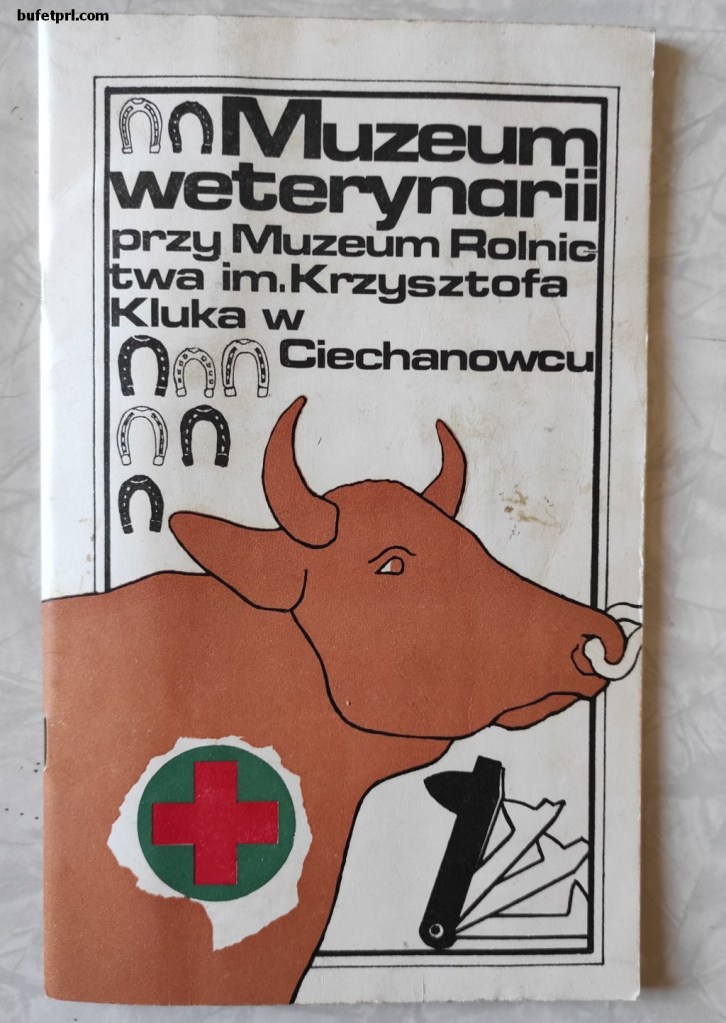 bufetprl.com
Muzeum
weterynarii
przy Muzeum Rolnic
twa im. Krzysztofa
Kluka w
Ciechanowcu